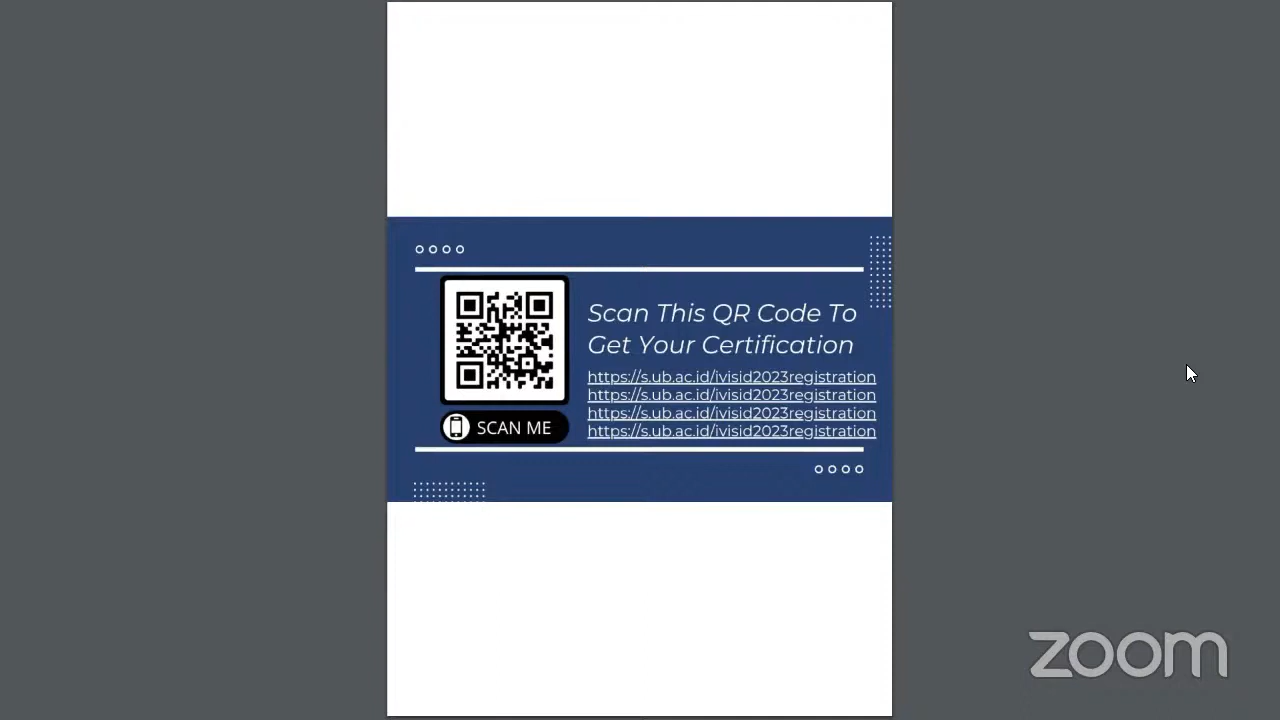 Scan This QR Code To
Get Your Certification
https://s.ub.ac.id/ivisid2023registration
https://s.ub.ac.id/ivisid2023registration
https://s.ub.ac.id/ivisid2023registration
https://s.ub.ac.id/ivisid2023registration
SCAN ME
zoom